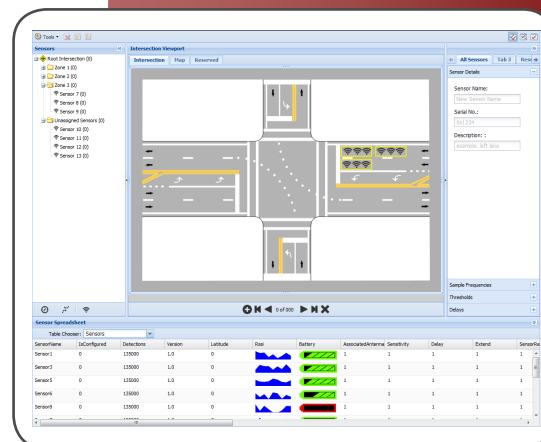 Tools
Sensors
Root Intersection (0)
Zone 1 (0)
Zone 2 (0)
Zone 3 (0)
Sensor 7 (0)
Sensor 8 (0)
Sensor 9 (0)
Unassigned Sensors (0)
Sensor 10 (0)
Sensor 11 (0)
Sensor 12 (0)
Sensor 13 (0)
Intersection Viewport
Intersection Map Reserved
0 of 000
All Sensors Tab 3
Sensor Details
Sensor Name:
New Sensor Name
Serial No.:
0x1234
Description: :
example: left lane
Sample Frequencies
Thresholds
Delays
Sensor Spreadsheet
Table Chooser: Sensors
SensorName IsConfigured Detections Version Latitude Rssi Battery AssociatedAntenna Sensitivity Delay Extend SensorRe
Sensor1 0 135000 1.0 0 1 1 1 1 1
Sensor3 0 135000 1.0 0 1 1 1 1 1
Sensor5 0 135000 1.0 0 1 1 1 1 1
Sensor6 0 135000 1.0 0 1 1 1 1 1
Sensor8 0 135000 1.0 0 1 1 1 1 1